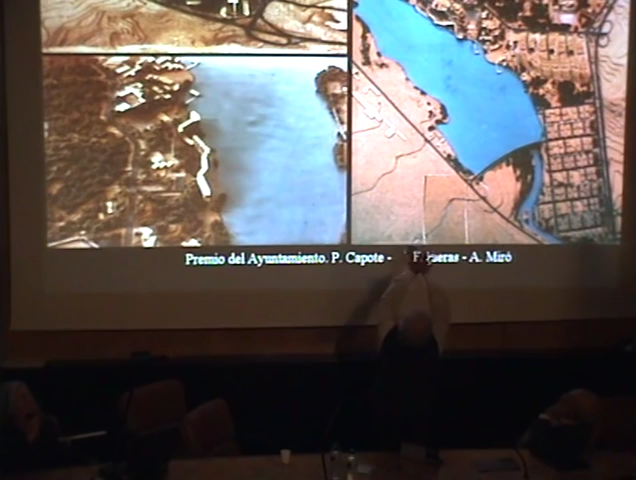 Premio del Ayuntamiento. P. Capote - - A. Miró